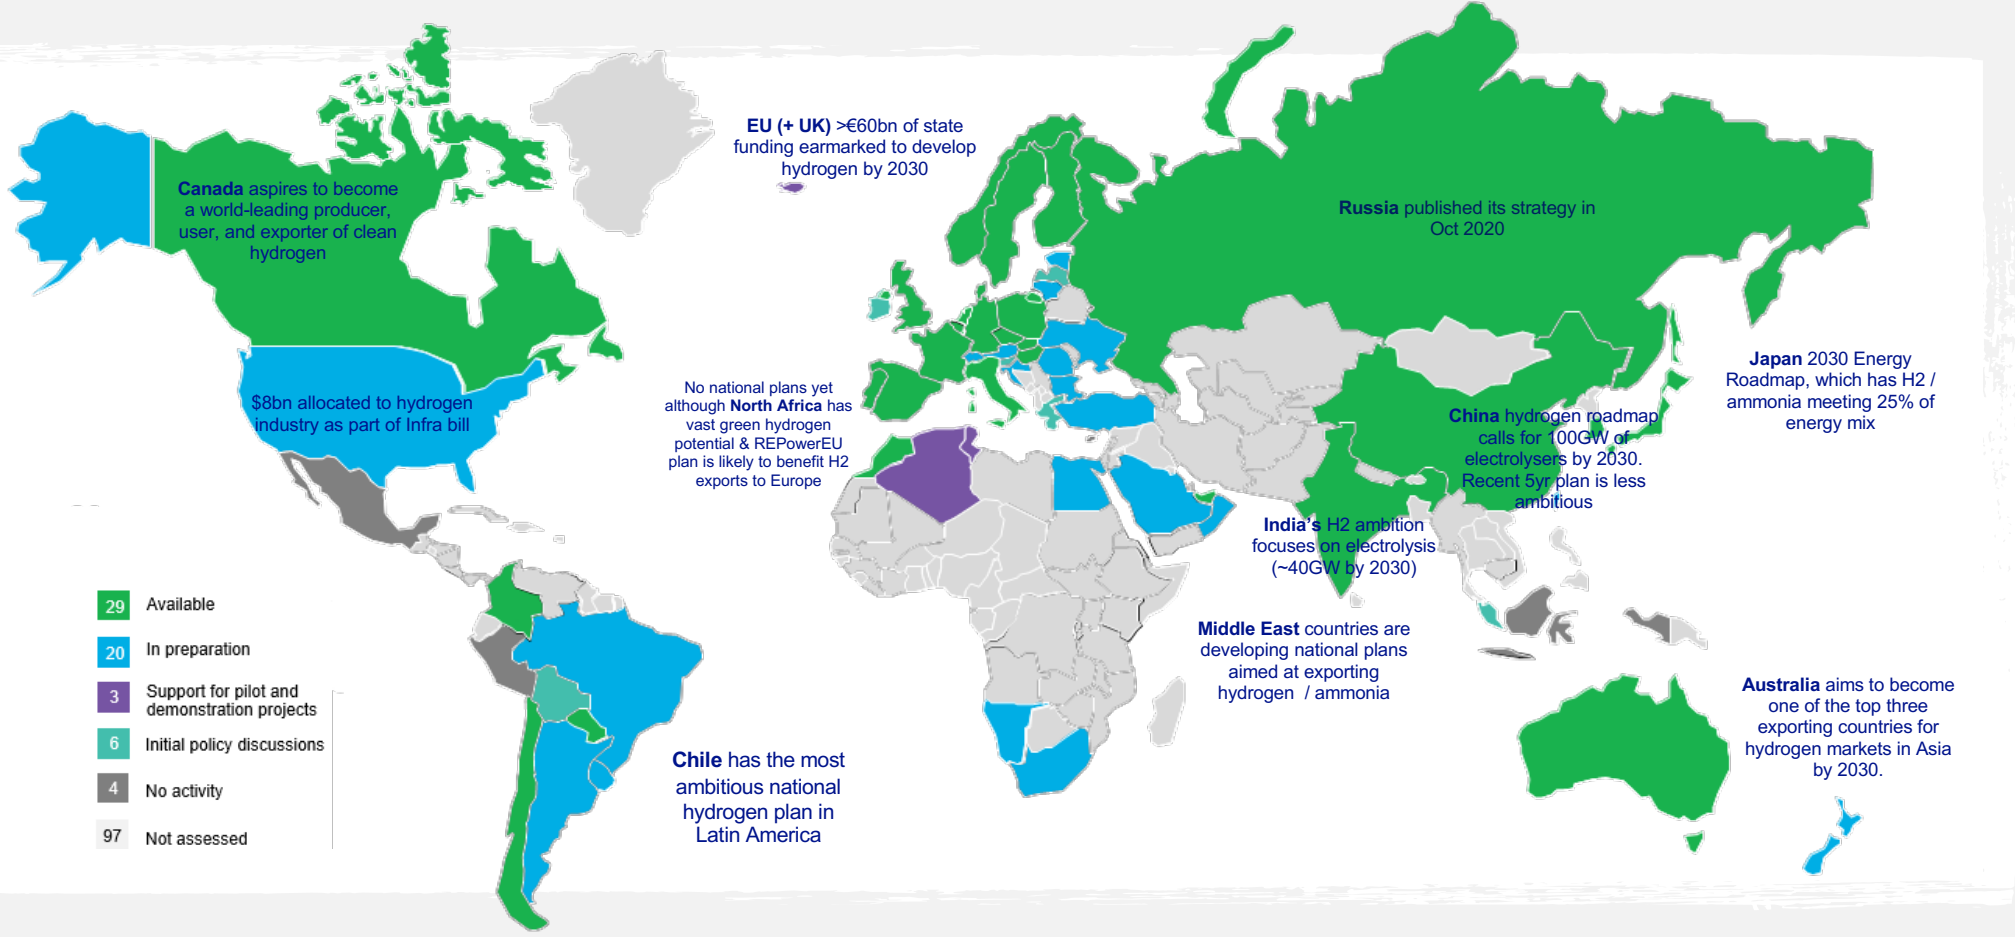 EU (+ UK) >€60bn of state
funding earmarked to develop
hydrogen by 2030
Canada aspires to become
a world-leading producer,
user, and exporter of clean
hydrogen
Russia published its strategy in
Oct 2020
$8bn allocated to hydrogen
industry as part of Infra bill
No national plans yet
although North Africa has
vast green hydrogen
potential & REPowerEU
plan is likely to benefit H2
exports to Europe
Japan 2030 Energy
Roadmap, which has H2 /
ammonia meeting 25% of
energy mix
China hydrogen roadmap
calls for 100GW of
electrolysers by 2030.
Recent 5yr plan is less
ambitious
India's H2 ambition
focuses on electrolysis
(~40GW by 2030)
Middle East countries are
developing national plans
aimed at exporting
hydrogen / ammonia
Australia aims to become
one of the top three
exporting countries for
hydrogen markets in Asia
by 2030.
Chile has the most
ambitious national
hydrogen plan in
Latin America
29 Available
20 In preparation
3 Support for pilot and
demonstration projects
6 Initial policy discussions
4 No activity
97 Not assessed